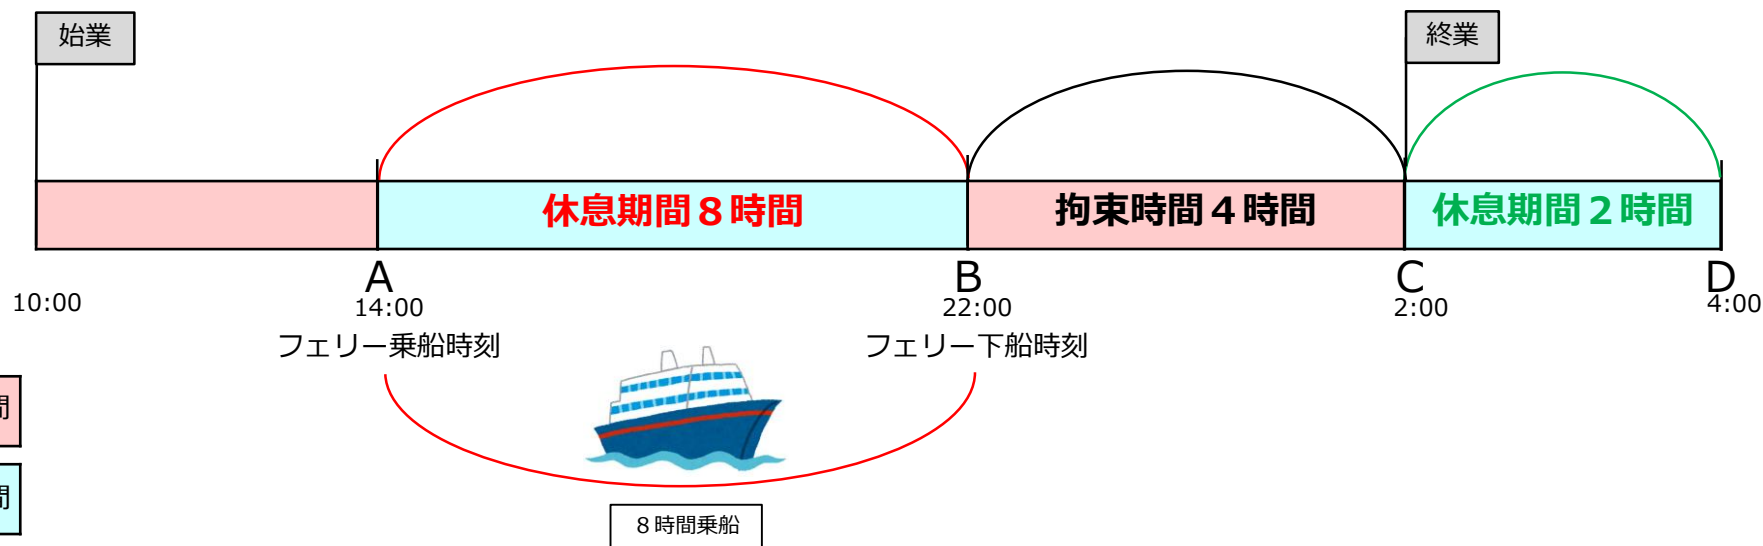 始業
終業
休息期間８時間
拘束時間４時間
休息期間２時間
A
B
C
D
10:00
14:00
22:00
2:00
4:00
フェリー乗船時刻
フェリー下船時刻
間
間
８時間乗船